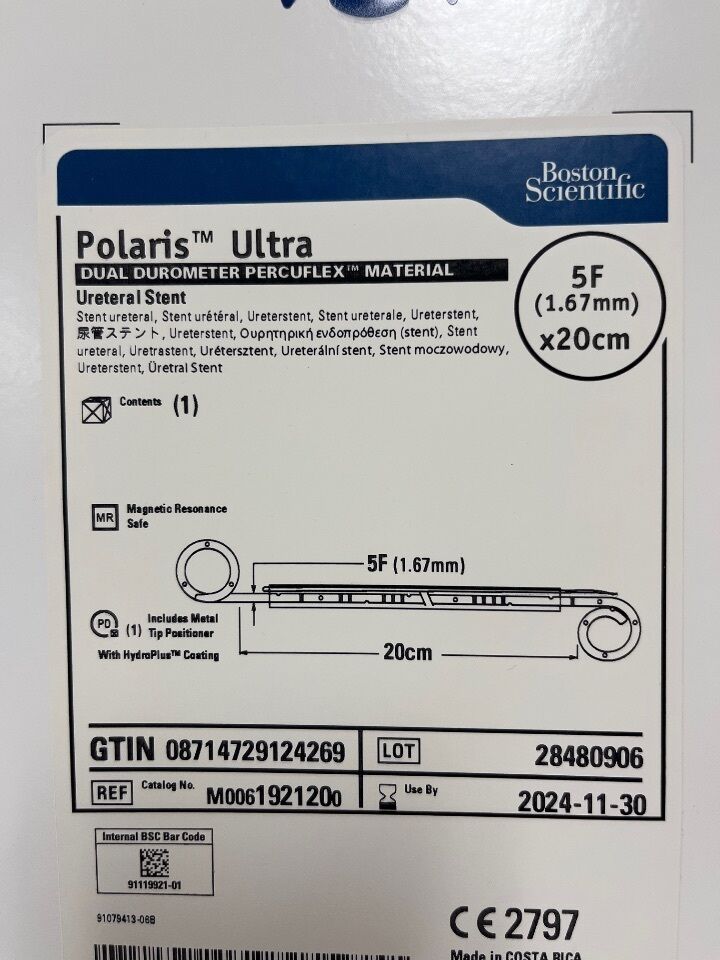 Boston
Scientific
Polaris™ Ultra
DUAL DUROMETER PERCUFLEX™ MATERIAL
5F
(1.67mm)
x20cm
Ureteral Stent
Stent ureteral, Stent urétéral, Ureterstent, Stent ureterale, Ureterstent,
尿管ステント, Ureterstent, Ουρητηρική ενδοπρόθεση (stent), Stent
ureteral, Uretrastent, Urétersztent, Ureterální stent, Stent moczowodowy,
Ureterstent, Üretral Stent
Contents (1)
MR Magnetic Resonance
Safe
5F (1.67mm)
PD (1) Includes Metal
Tip Positioner
With HydroPlus™ Coating
20cm
GTIN 08714729124269
LOT 28480906
REF Catalog No. M0061921200
Use By 2024-11-30
Internal BSC Bar Code
91119921-01
91079413-06B
CE 2797
Made in COSTA RICA